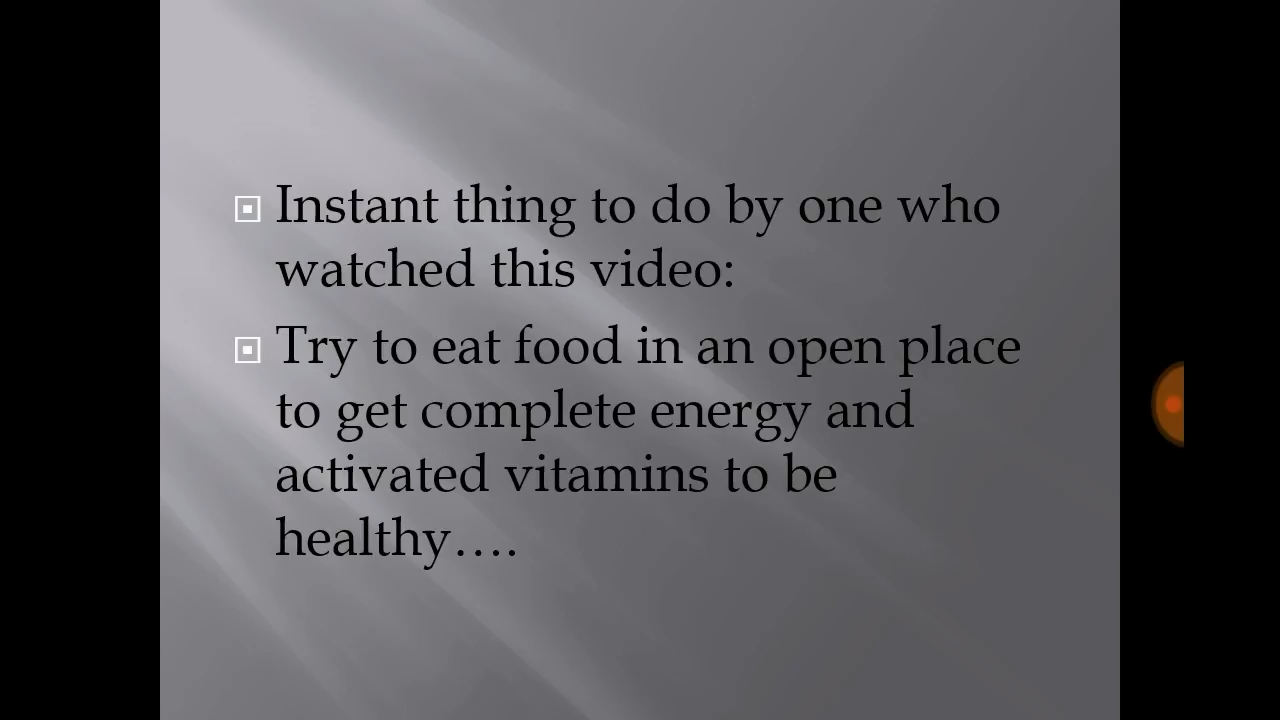 Instant thing to do by one who
watched this video:
Try to eat food in an open place
to get complete energy and
activated vitamins to be
healthy….